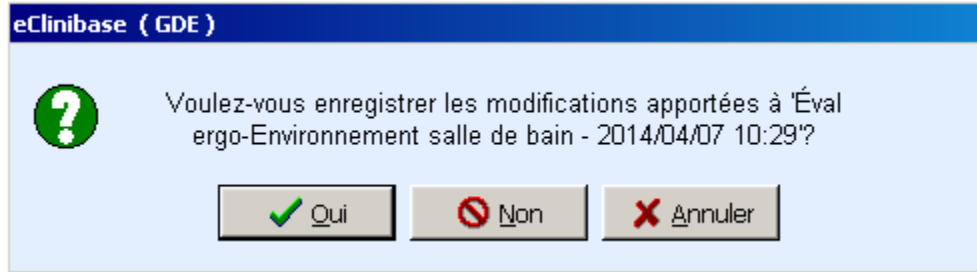 eClinibase ( GDE )
Voulez-vous enregistrer les modifications apportées à 'Éval
ergo-Environnement salle de bain - 2014/04/07 10:29'?
Oui Non Annuler